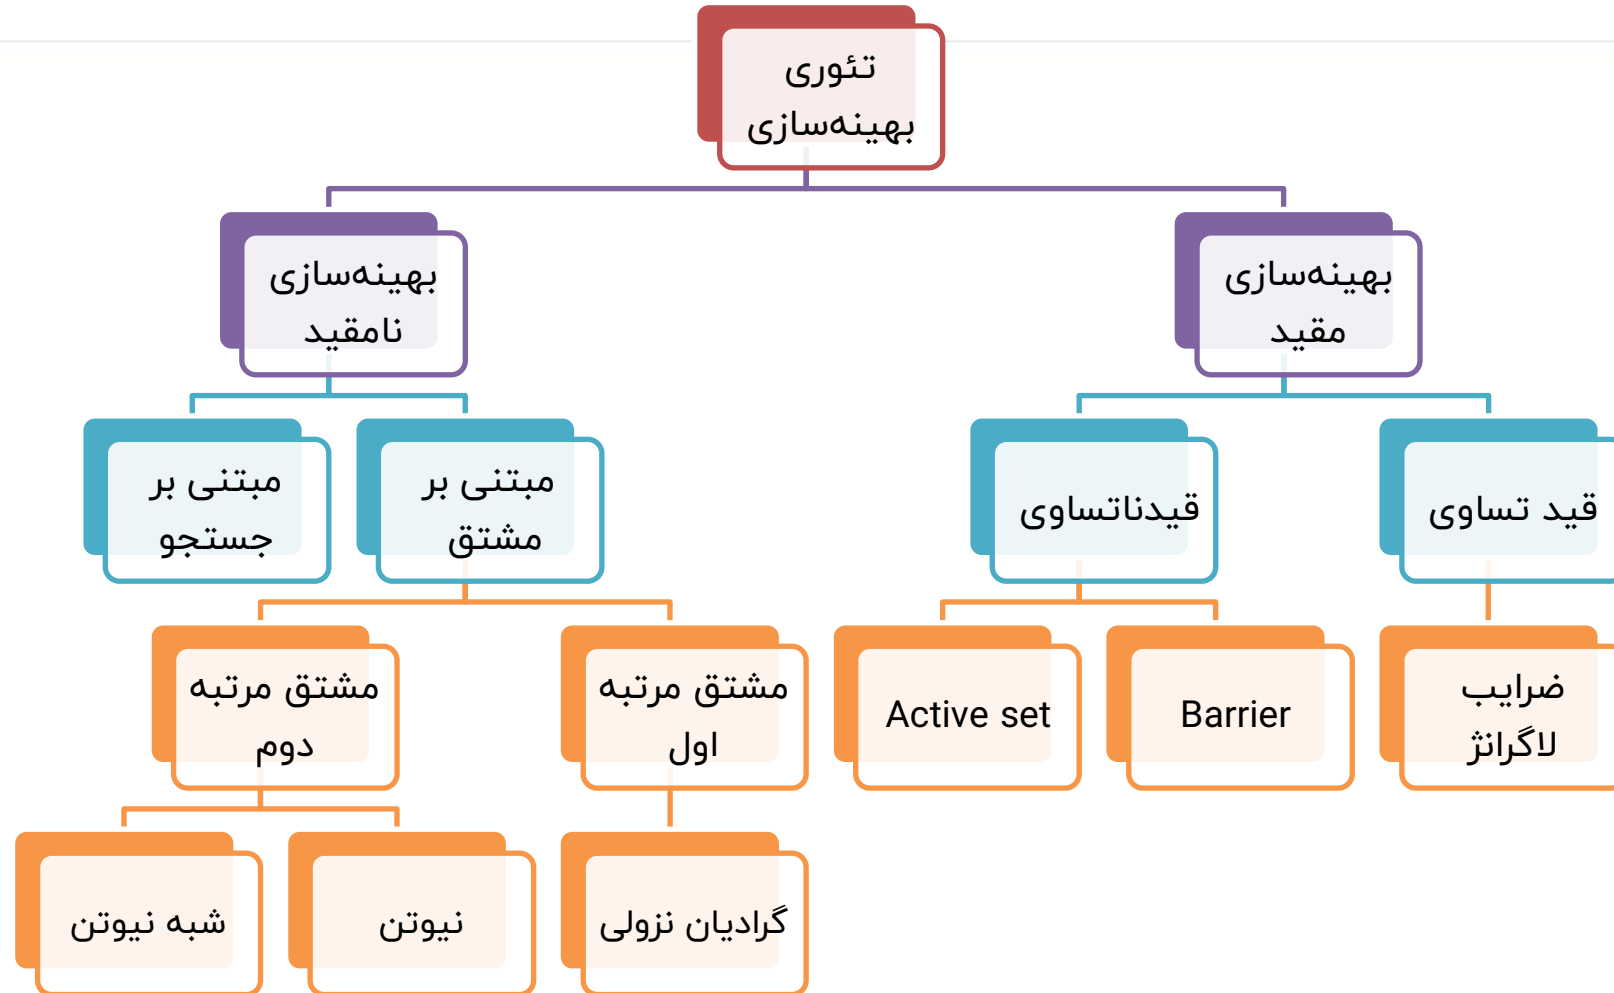 تئوری
بهینه‌سازی
بهینه‌سازی
مقید
بهینه‌سازی
نامقید
قید تساوی
قیدناتساوی
مبتنی بر
مشتق
مبتنی بر
جستجو
ضرایب
لاگرانژ
Barrier
Active set
مشتق مرتبه
اول
مشتق مرتبه
دوم
گرادیان نزولی
نیوتن
شبه نیوتن